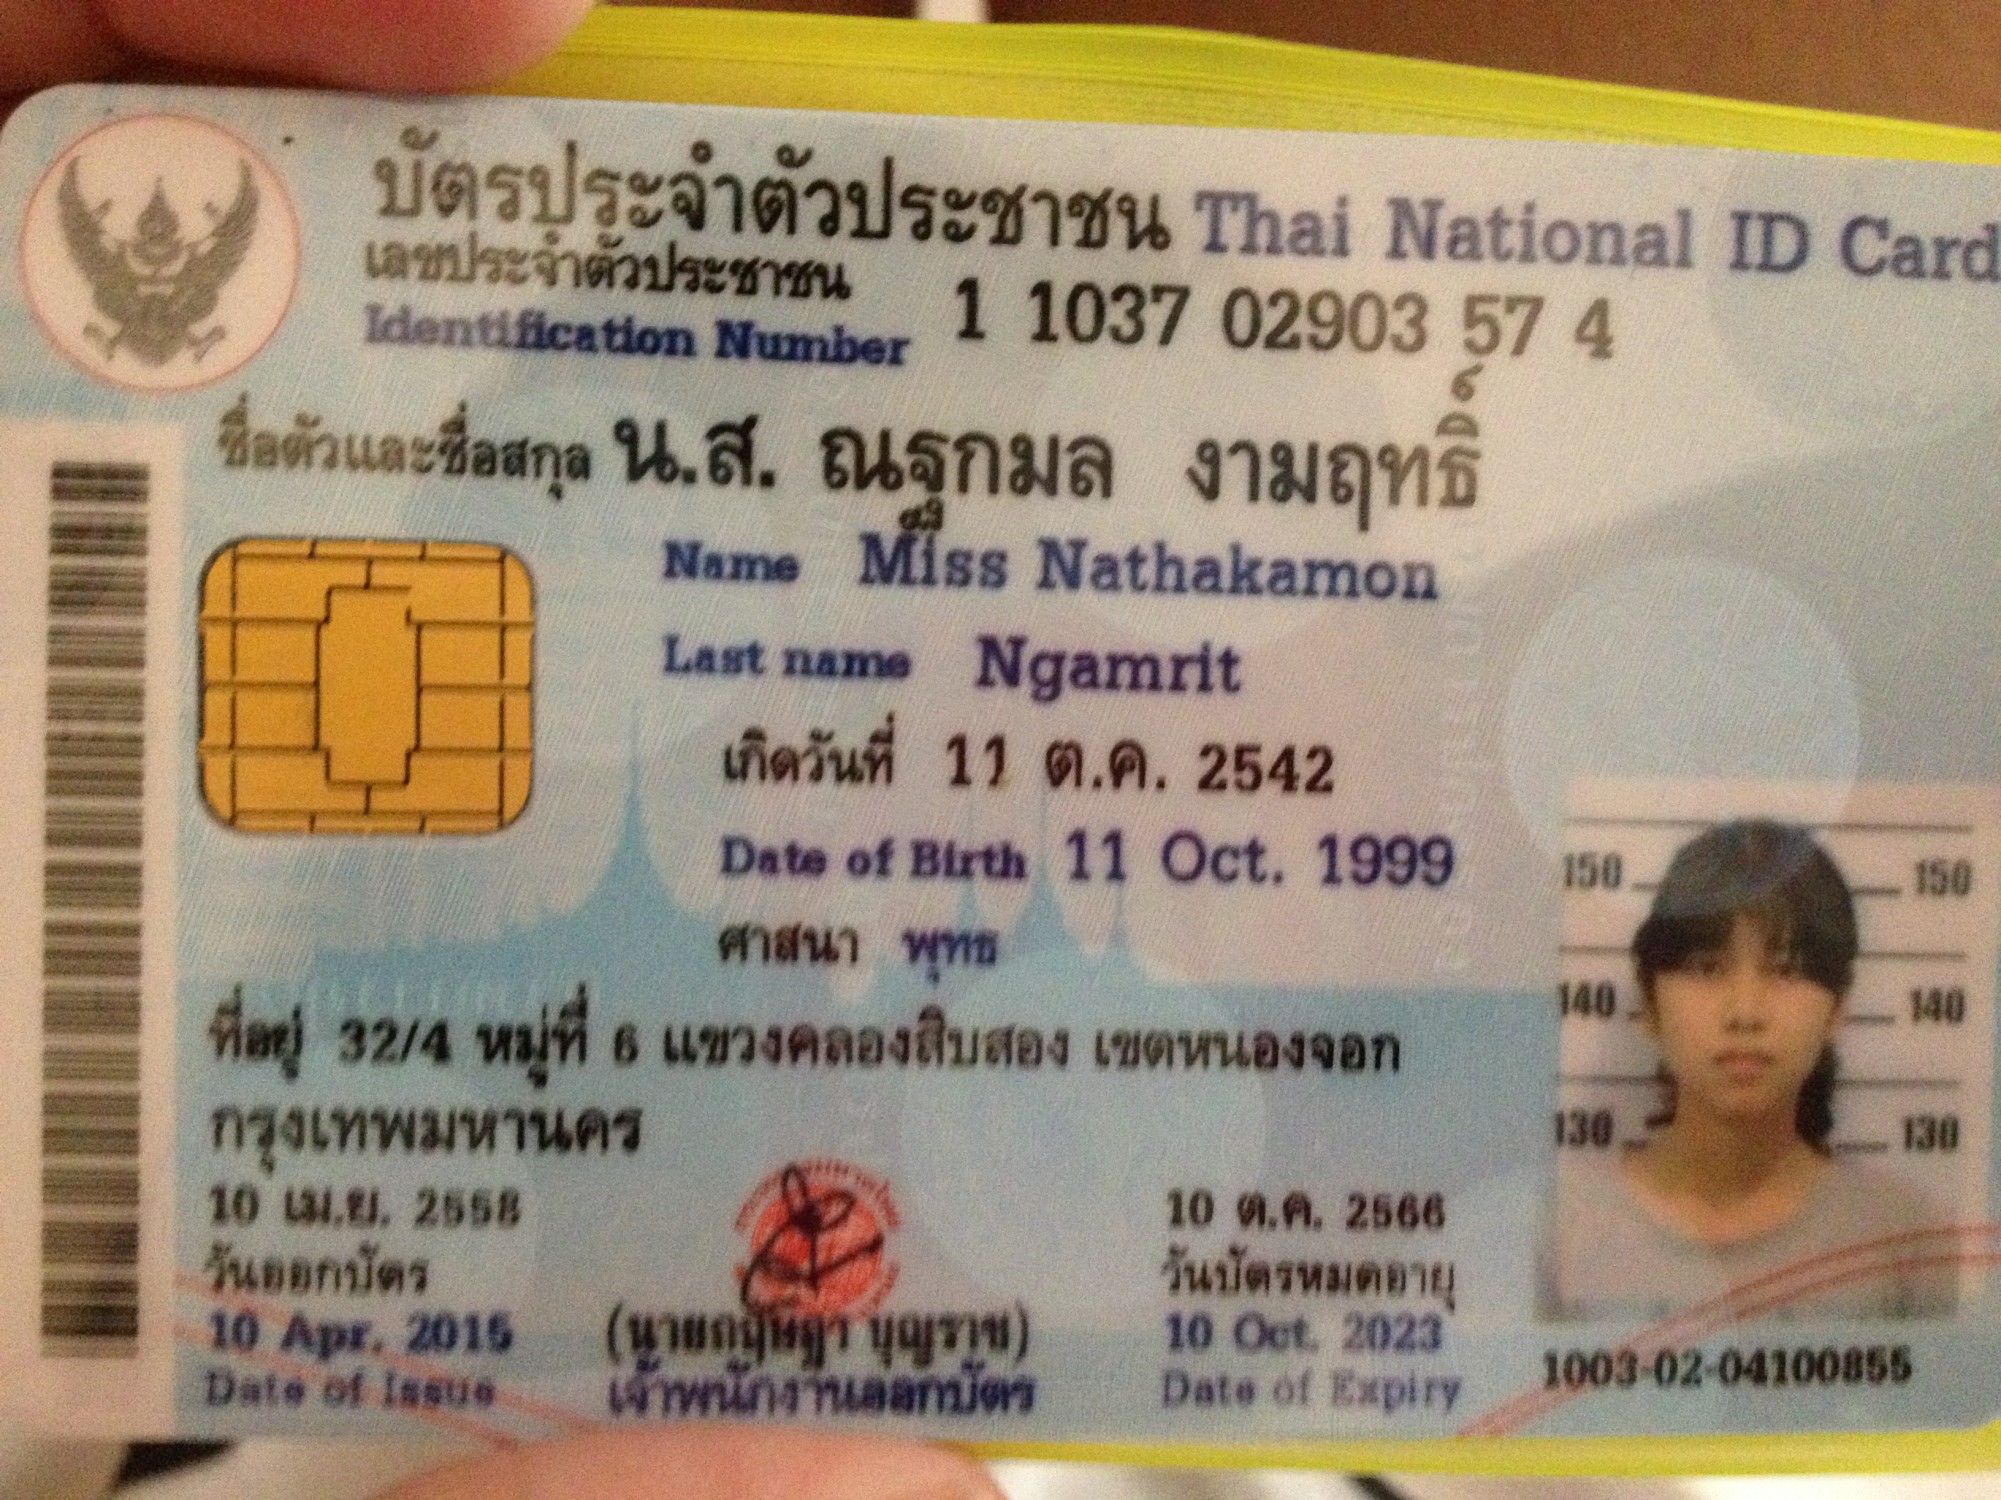 บัตรประจำตัวประชาชน Thai National ID Card
เลขประจำตัวประชาชน
Identification Number 1 1037 02903 57 4
ชื่อตัวและชื่อสกุล น.ส. ณัฐกมล งามฤทธิ์
Name Miss Nathakamon
Last name Ngamrit
เกิดวันที่ 11 ต.ค. 2542
Date of Birth 11 Oct. 1999
ศาสนา พุทธ
ที่อยู่ 32/4 หมู่ที่ 6 แขวงคลองสิบสอง เขตหนองจอก
กรุงเทพมหานคร
150 150
140 140
130 130
10 เม.ย. 2558
วันออกบัตร
10 Apr. 2015
Date of Issue
(นายกฤษฎา บุญราช)
เจ้าพนักงานออกบัตร
10 ต.ค. 2566
วันบัตรหมดอายุ
10 Oct. 2023
Date of Expiry
1003-02-04100855